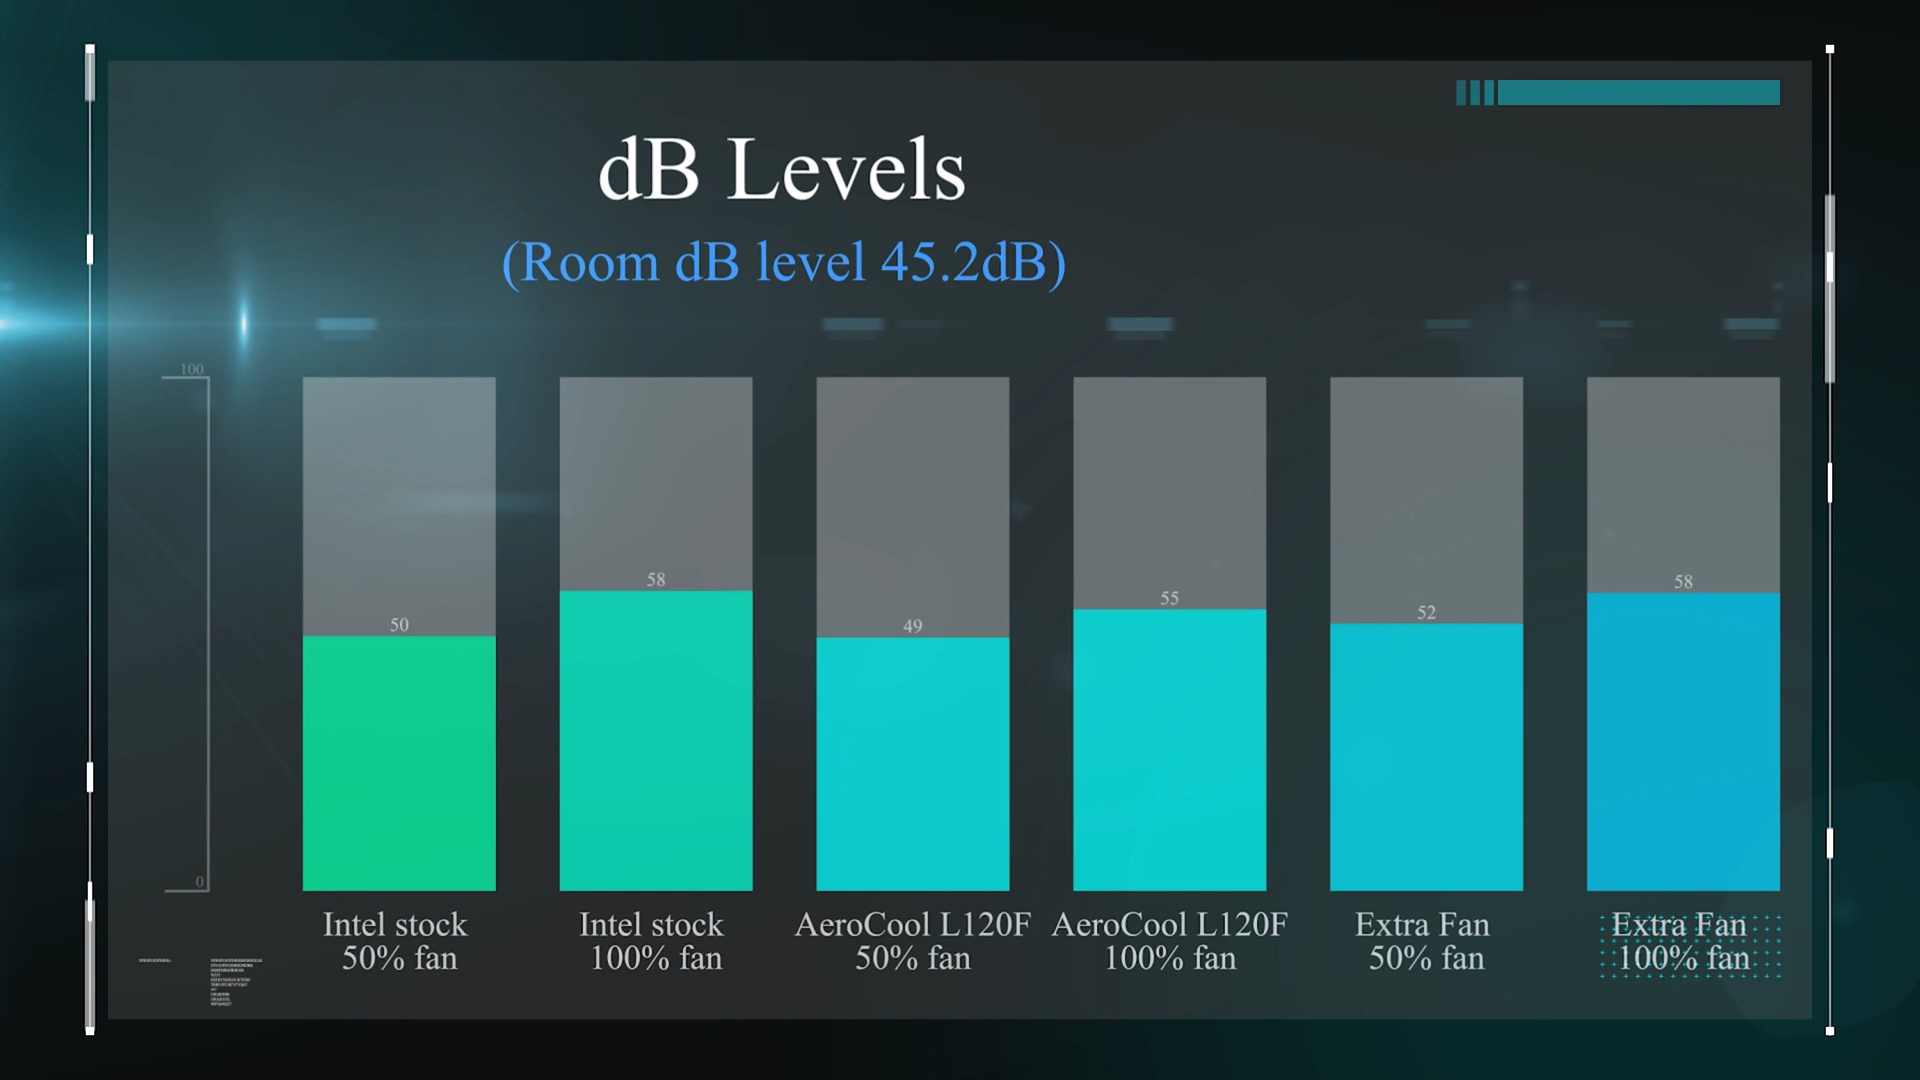 dB Levels
(Room dB level 45.2dB)
100
58
58
55
52
50
49
0
Intel stock
50% fan
Intel stock
100% fan
AeroCool L120F
50% fan
AeroCool L120F
100% fan
Extra Fan
50% fan
Extra Fan
100% fan